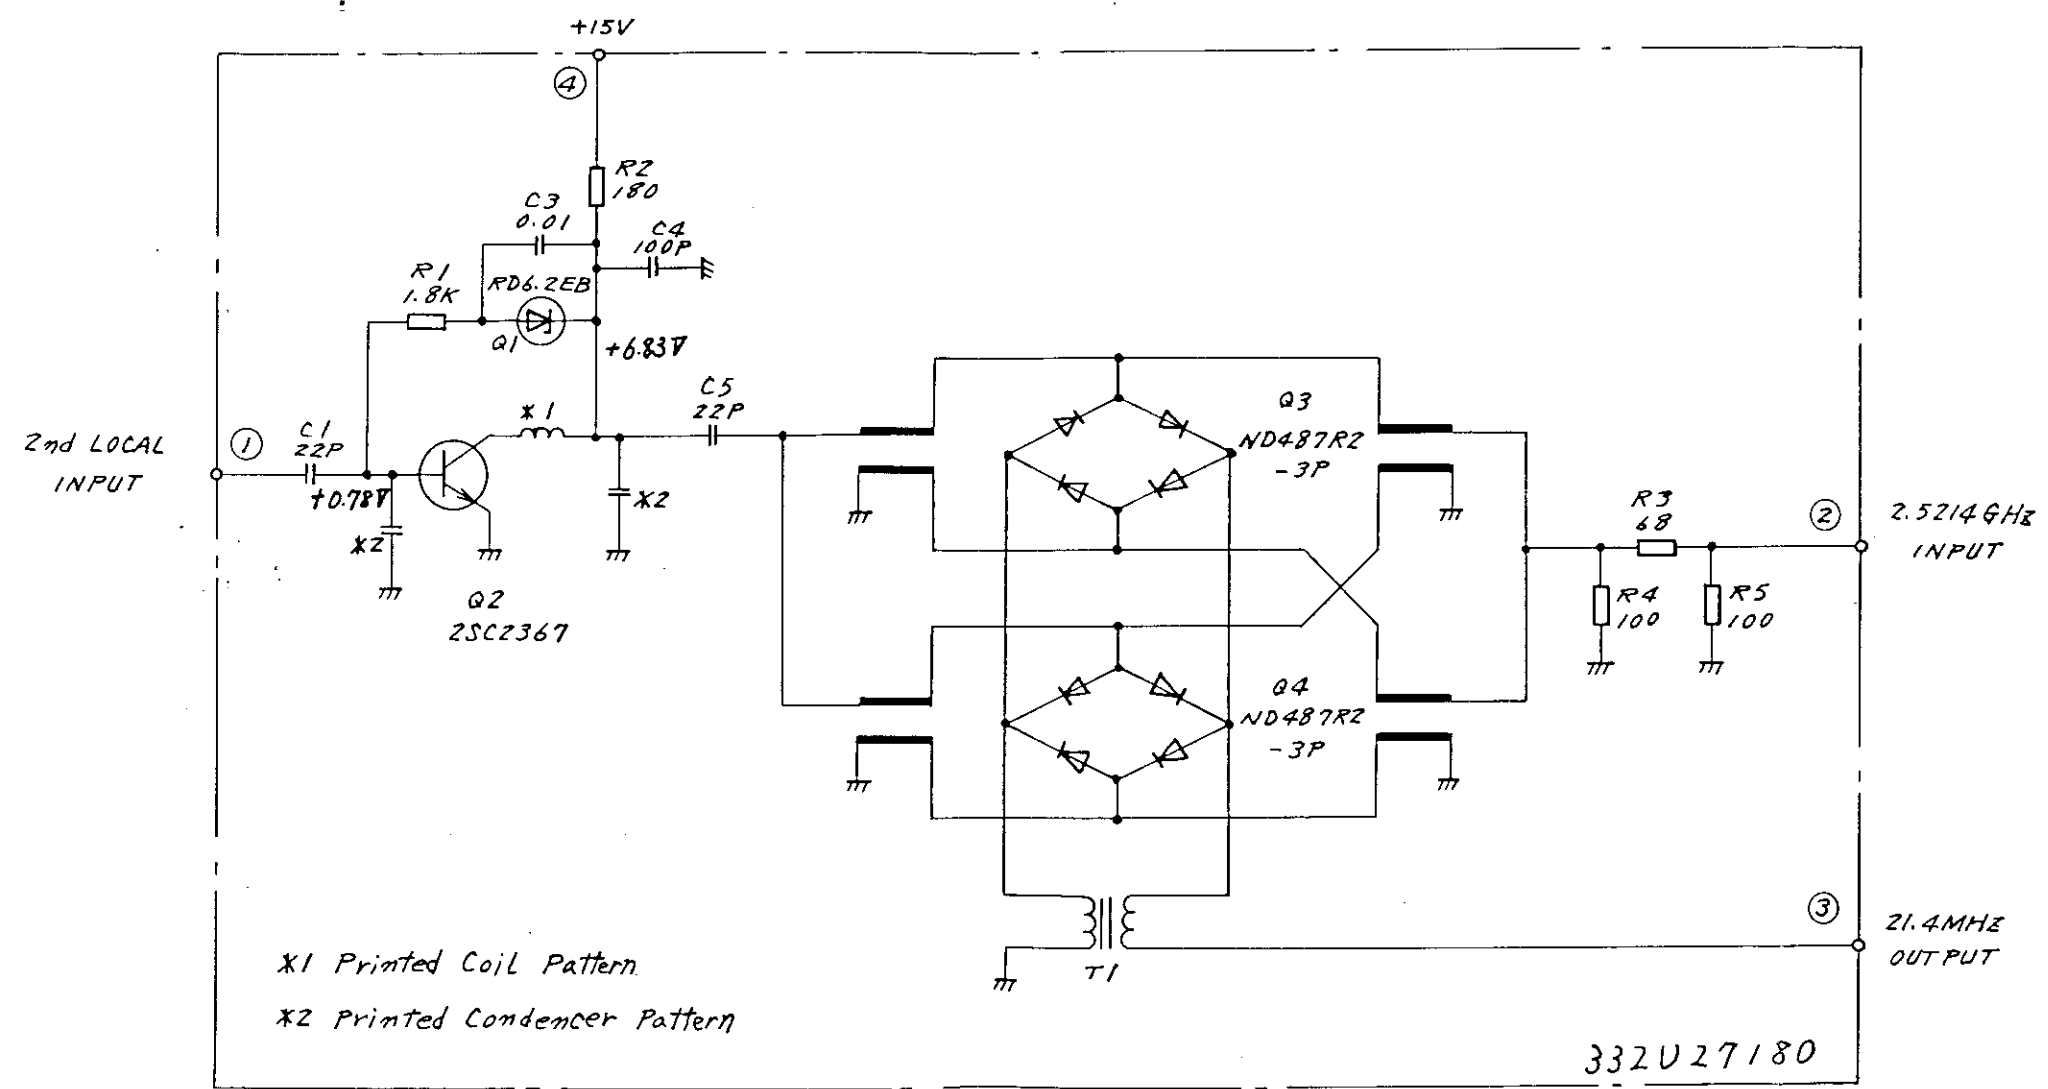 +15V
4
R2
180
C3
0.01
C4
100P
R1
1.8K
RD6.2EB
Q1
+6.83V
C5
22P
*1
2nd LOCAL
INPUT
1
C1
22P
+0.78V
*2
*2
Q2
2SC2367
Q3
ND487R2
-3P
R3
68
2
2.5214GHz
INPUT
R4
100
R5
100
Q4
ND487R2
-3P
3
21.4MHz
OUTPUT
T1
*1 Printed Coil Pattern
*2 Printed Condencer Pattern
332U27180